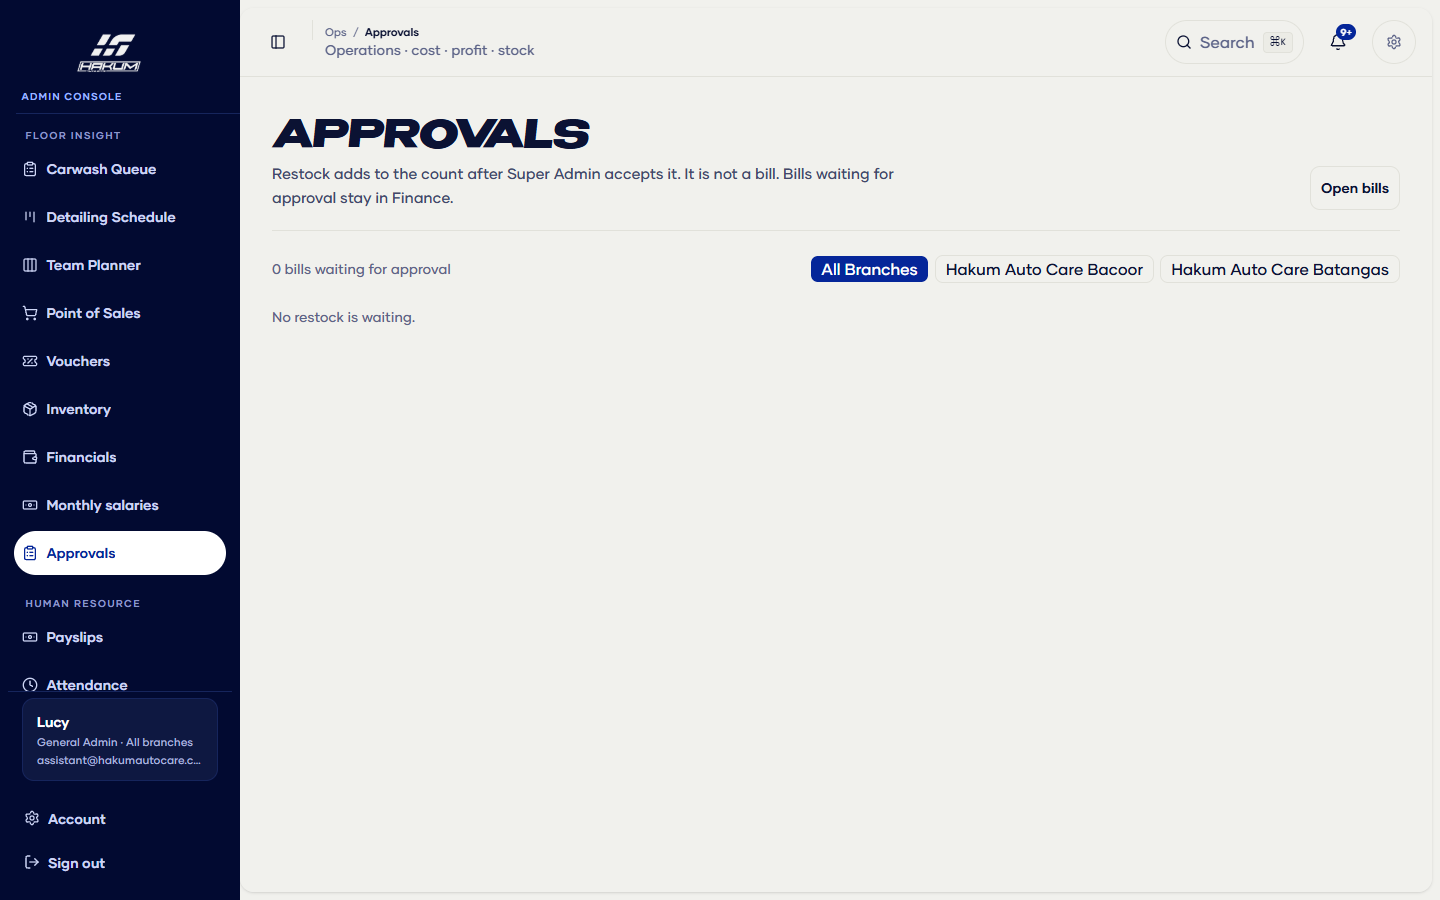 HAKUM
ADMIN CONSOLE
FLOOR INSIGHT
Carwash Queue
Detailing Schedule
Team Planner
Point of Sales
Vouchers
Inventory
Financials
Monthly salaries
Approvals
HUMAN RESOURCE
Payslips
Attendance
Lucy
General Admin · All branches
assistant@hakumautocare.c...
Account
Sign out
Ops / Approvals
Operations · cost · profit · stock
Search ⌘K
9+
APPROVALS
Restock adds to the count after Super Admin accepts it. It is not a bill. Bills waiting for
approval stay in Finance.
Open bills
0 bills waiting for approval
All Branches
Hakum Auto Care Bacoor
Hakum Auto Care Batangas
No restock is waiting.